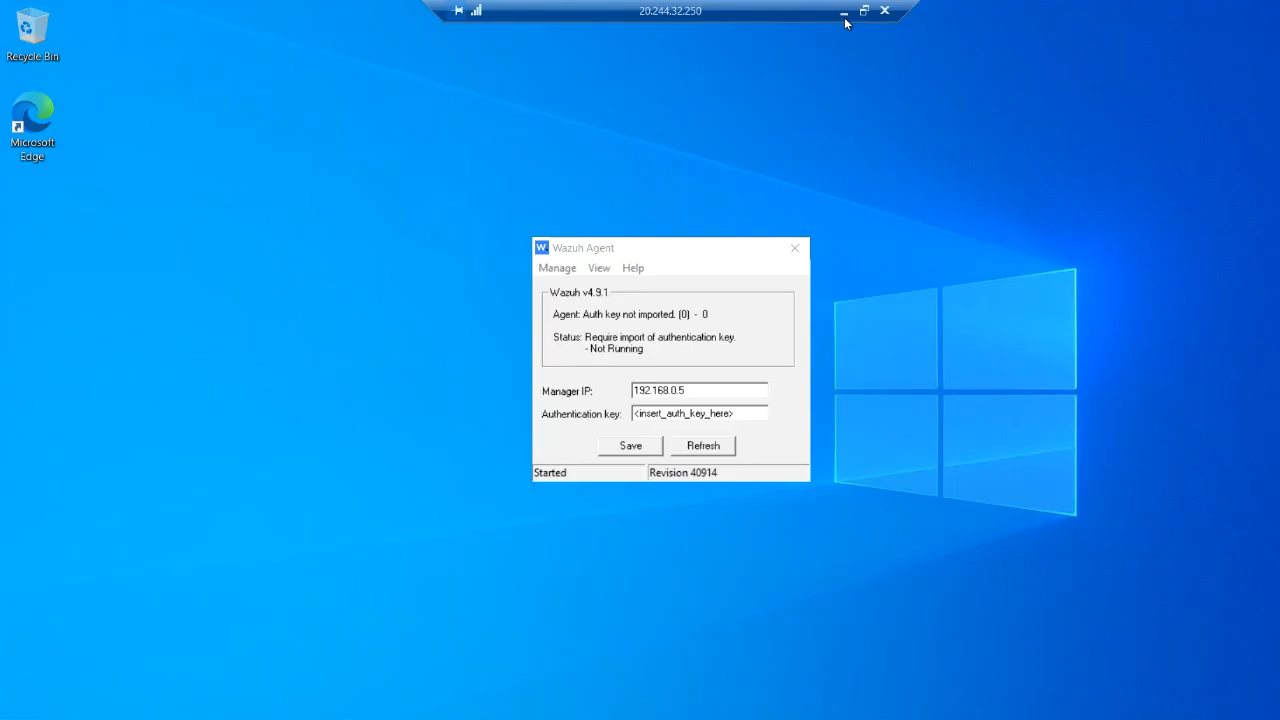 20.244.32.250
Recycle Bin
Microsoft
Edge
W. Wazuh Agent
Manage View Help
Wazuh v4.9.1
Agent: Auth key not imported. (0) - 0
Status: Require import of authentication key.
- Not Running
Manager IP: 192.168.0.5
Authentication key: <insert_auth_key_here>
Save Refresh
Started Revision 40914